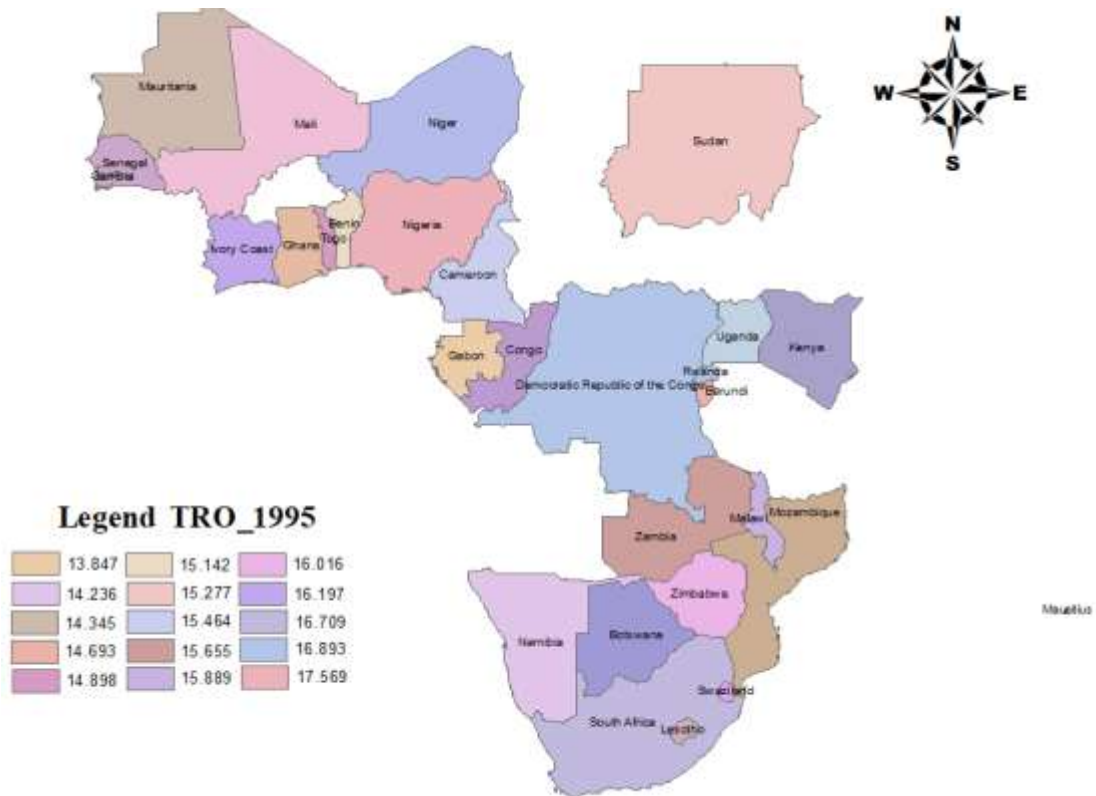 N
W E
S
Mauritania
Mali
Niger
Sudan
Senegal
Gambia
Nigeria
Benin
Ivory Coast
Ghana
Togo
Cameroon
Uganda
Kenya
Gabon
Congo
Rwanda
Democratic Republic of the Congo
Burundi
Legend TRO_1995
13.847 15.142 16.016
14.236 15.277 16.197
14.345 15.464 16.709
14.693 15.655 16.893
14.898 15.889 17.569
Malawi
Mozambique
Zambia
Zimbabwe
Mauritius
Namibia
Botswana
Swaziland
South Africa
Lesotho